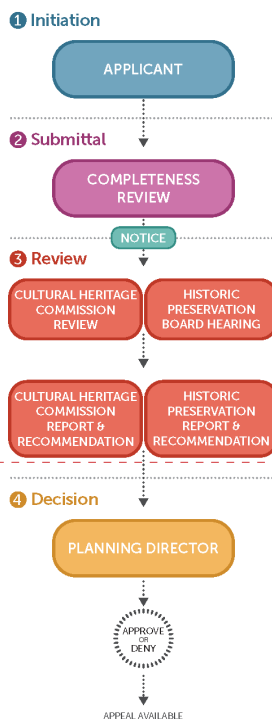 1 Initiation
APPLICANT
2 Submittal
COMPLETENESS
REVIEW
NOTICE
3 Review
CULTURAL HERITAGE
COMMISSION
REVIEW
HISTORIC
PRESERVATION
BOARD HEARING
CULTURAL HERITAGE
COMMISSION
REPORT &
RECOMMENDATION
HISTORIC
PRESERVATION
REPORT &
RECOMMENDATION
4 Decision
PLANNING DIRECTOR
APPROVE
OR
DENY
APPEAL AVAILABLE